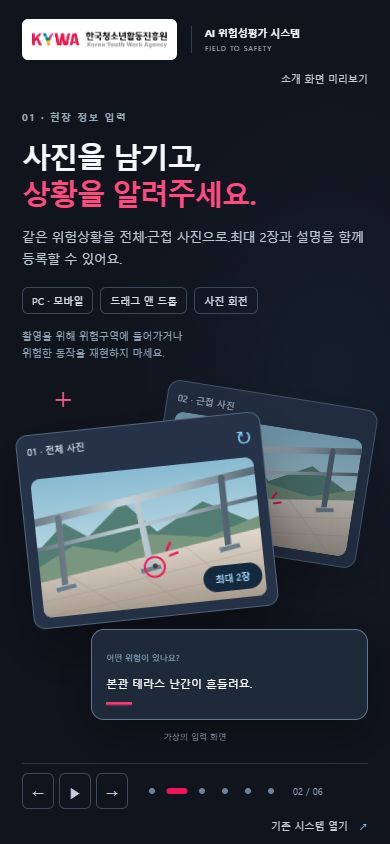 KYWA 한국청소년활동진흥원
Korea Youth Work Agency
AI 위험성평가 시스템
FIELD TO SAFETY
소개 화면 미리보기
01 · 현장 정보 입력
사진을 남기고,
상황을 알려주세요.
같은 위험상황을 전체·근접 사진으로 최대 2장과 설명을 함께
등록할 수 있어요.
PC · 모바일
드래그 앤 드롭
사진 회전
촬영을 위해 위험구역에 들어가거나
위험한 동작을 재현하지 마세요.
02 · 근접 사진
01 · 전체 사진
↻
최대 2장
어떤 위험이 있나요?
본관 테라스 난간이 흔들려요.
가상의 입력 화면
← ▶ → 02 / 06
기존 시스템 열기 ↗